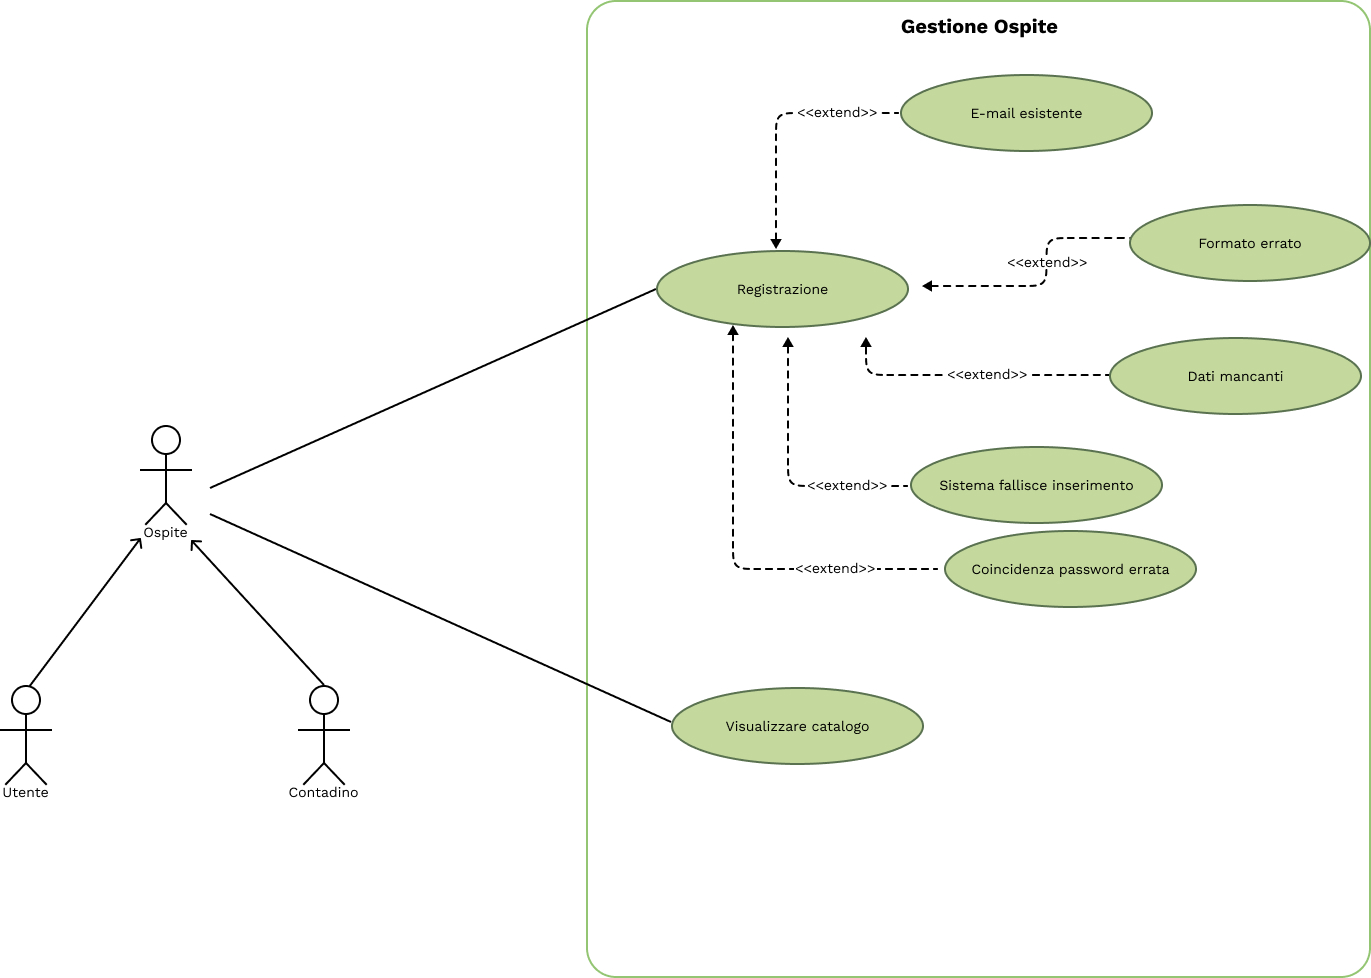 Gestione Ospite
<<extend>>
E-mail esistente
Formato errato
<<extend>>
Registrazione
<<extend>>
Dati mancanti
<<extend>>
Sistema fallisce inserimento
Ospite
<<extend>>
Coincidenza password errata
Visualizzare catalogo
Utente
Contadino